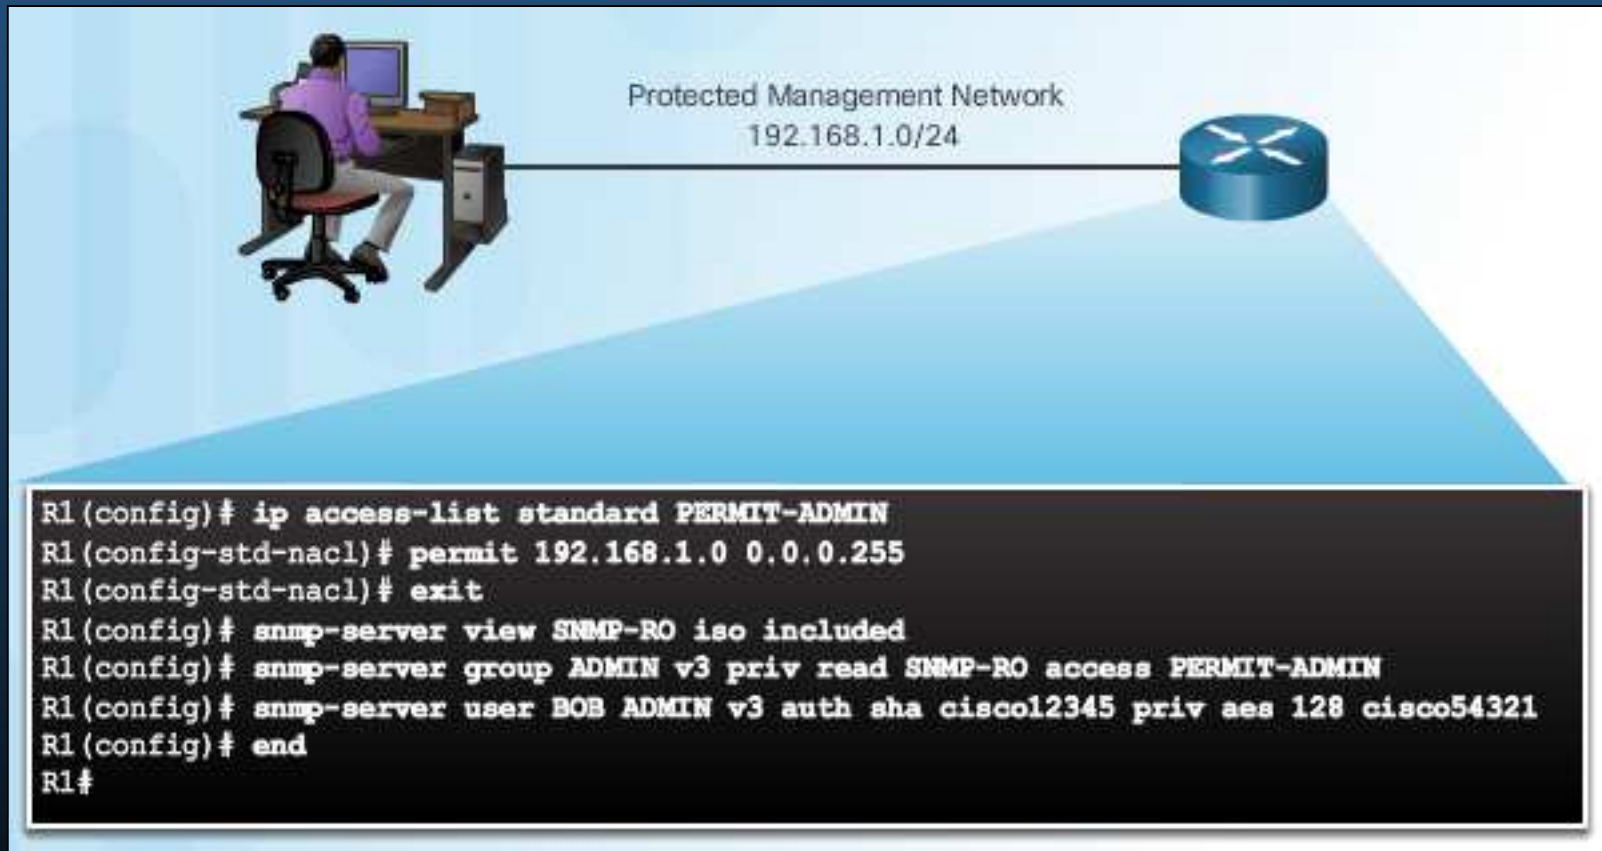 Protected Management Network
192.168.1.0/24
R1(config)# ip access-list standard PERMIT-ADMIN
R1(config-std-nacl)# permit 192.168.1.0 0.0.0.255
R1(config-std-nacl)# exit
R1(config)# snmp-server view SNMP-RO iso included
R1(config)# snmp-server group ADMIN v3 priv read SNMP-RO access PERMIT-ADMIN
R1(config)# snmp-server user BOB ADMIN v3 auth sha cisco12345 priv aes 128 cisco54321
R1(config)# end
R1#